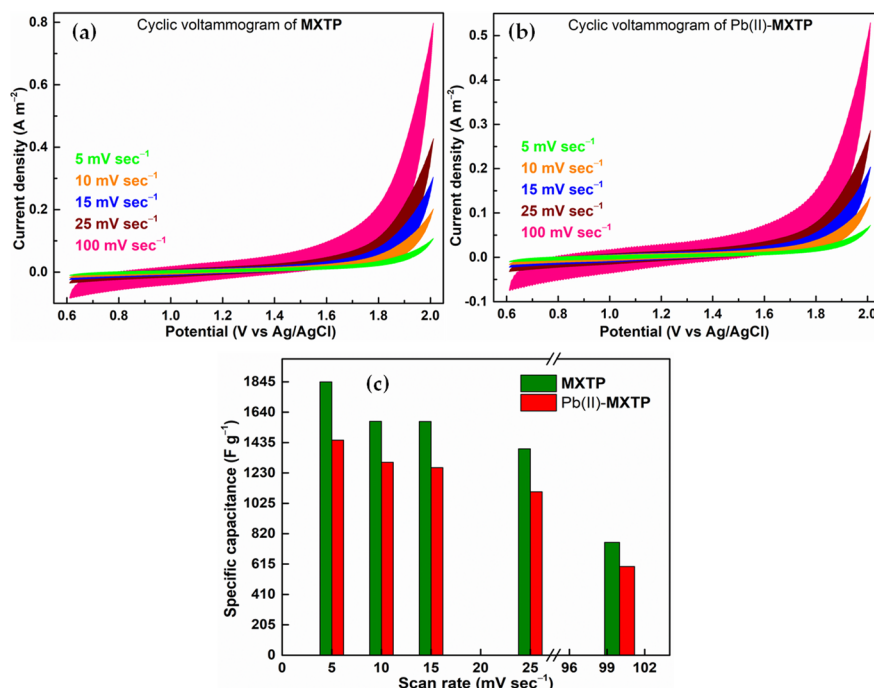 (a)
Cyclic voltammogram of MXTP
0.8
0.6
0.4
0.2
0.0
Current density (A m⁻²)
5 mV sec⁻¹
10 mV sec⁻¹
15 mV sec⁻¹
25 mV sec⁻¹
100 mV sec⁻¹
0.6 0.8 1.0 1.2 1.4 1.6 1.8 2.0
Potential (V vs Ag/AgCl)
(b)
Cyclic voltammogram of Pb(II)-MXTP
0.5
0.4
0.3
0.2
0.1
0.0
-0.1
Current density (A m⁻²)
5 mV sec⁻¹
10 mV sec⁻¹
15 mV sec⁻¹
25 mV sec⁻¹
100 mV sec⁻¹
0.6 0.8 1.0 1.2 1.4 1.6 1.8 2.0
Potential (V vs Ag/AgCl)
(c)
MXTP
Pb(II)-MXTP
1845
1640
1435
1230
1025
820
615
410
205
0
Specific capacitance (F g⁻¹)
0 5 10 15 20 25 96 99 102
Scan rate (mV sec⁻¹)